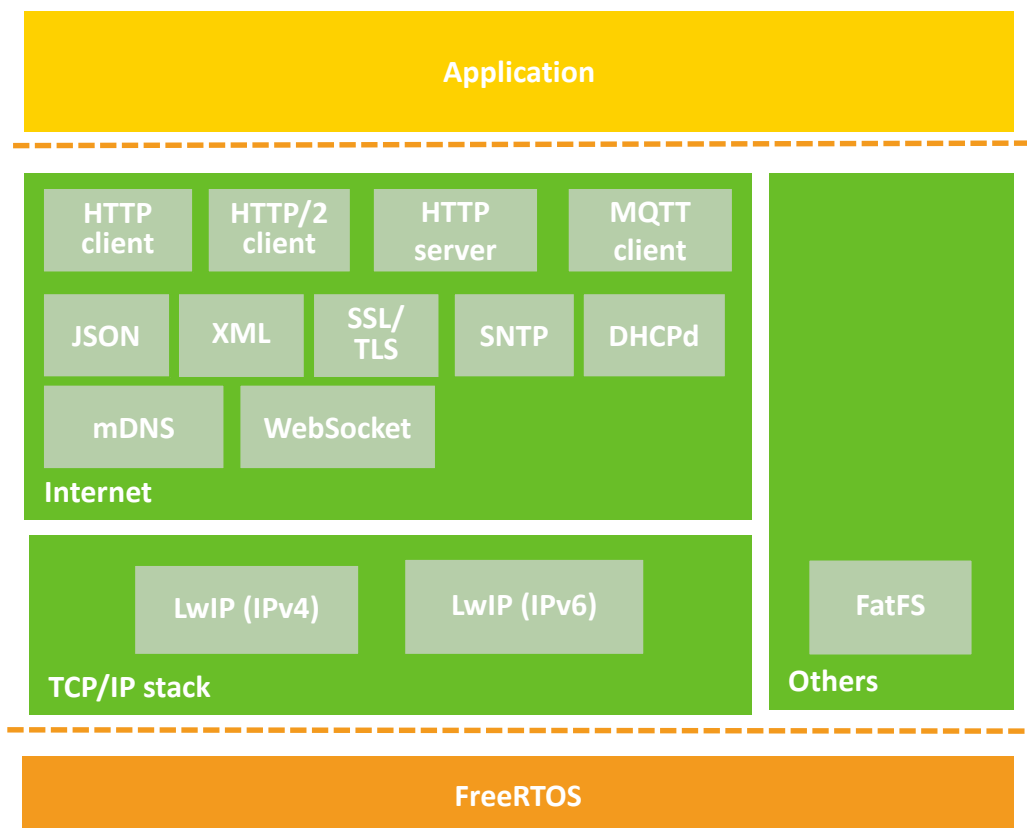 Application
HTTP
client
HTTP/2
client
HTTP
server
MQTT
client
JSON
XML
SSL/
TLS
SNTP
DHCPd
mDNS
WebSocket
Internet
LwIP (IPv4)
LwIP (IPv6)
TCP/IP stack
FatFS
Others
FreeRTOS